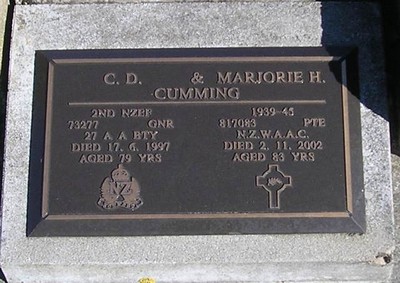 C. D. & MARJORIE H.
CUMMING
2ND NZEF 1939-45
73277 GNR 817083 PTE
27 A A BTY N.Z.W.A.A.C.
DIED 17. 6. 1997 DIED 2. 11. 2002
AGED 79 YRS AGED 83 YRS
NZ